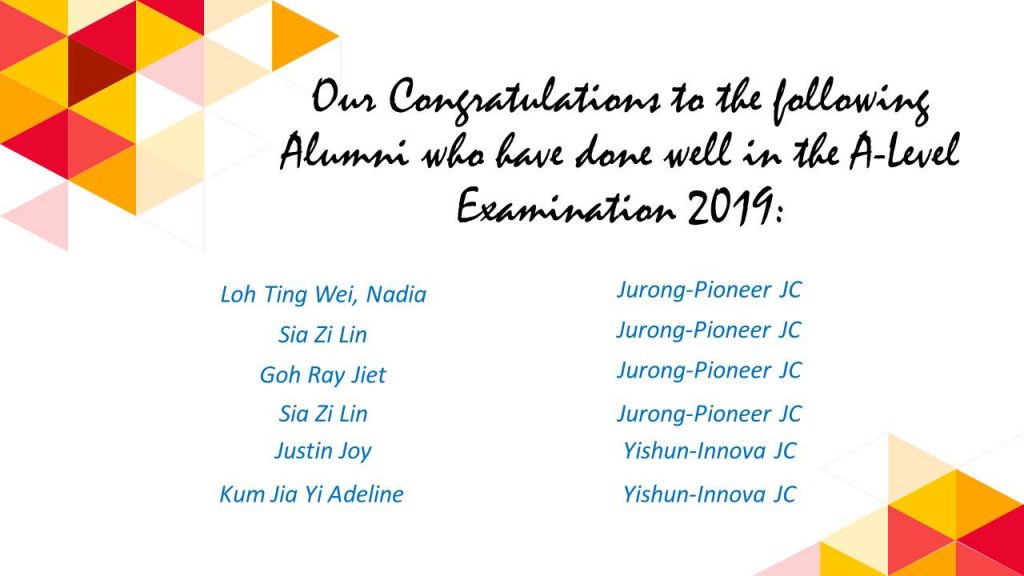 Our Congratulations to the following
Alumni who have done well in the A-Level
Examination 2019:
Loh Ting Wei, Nadia Jurong-Pioneer JC
Sia Zi Lin Jurong-Pioneer JC
Goh Ray Jiet Jurong-Pioneer JC
Sia Zi Lin Jurong-Pioneer JC
Justin Joy Yishun-Innova JC
Kum Jia Yi Adeline Yishun-Innova JC